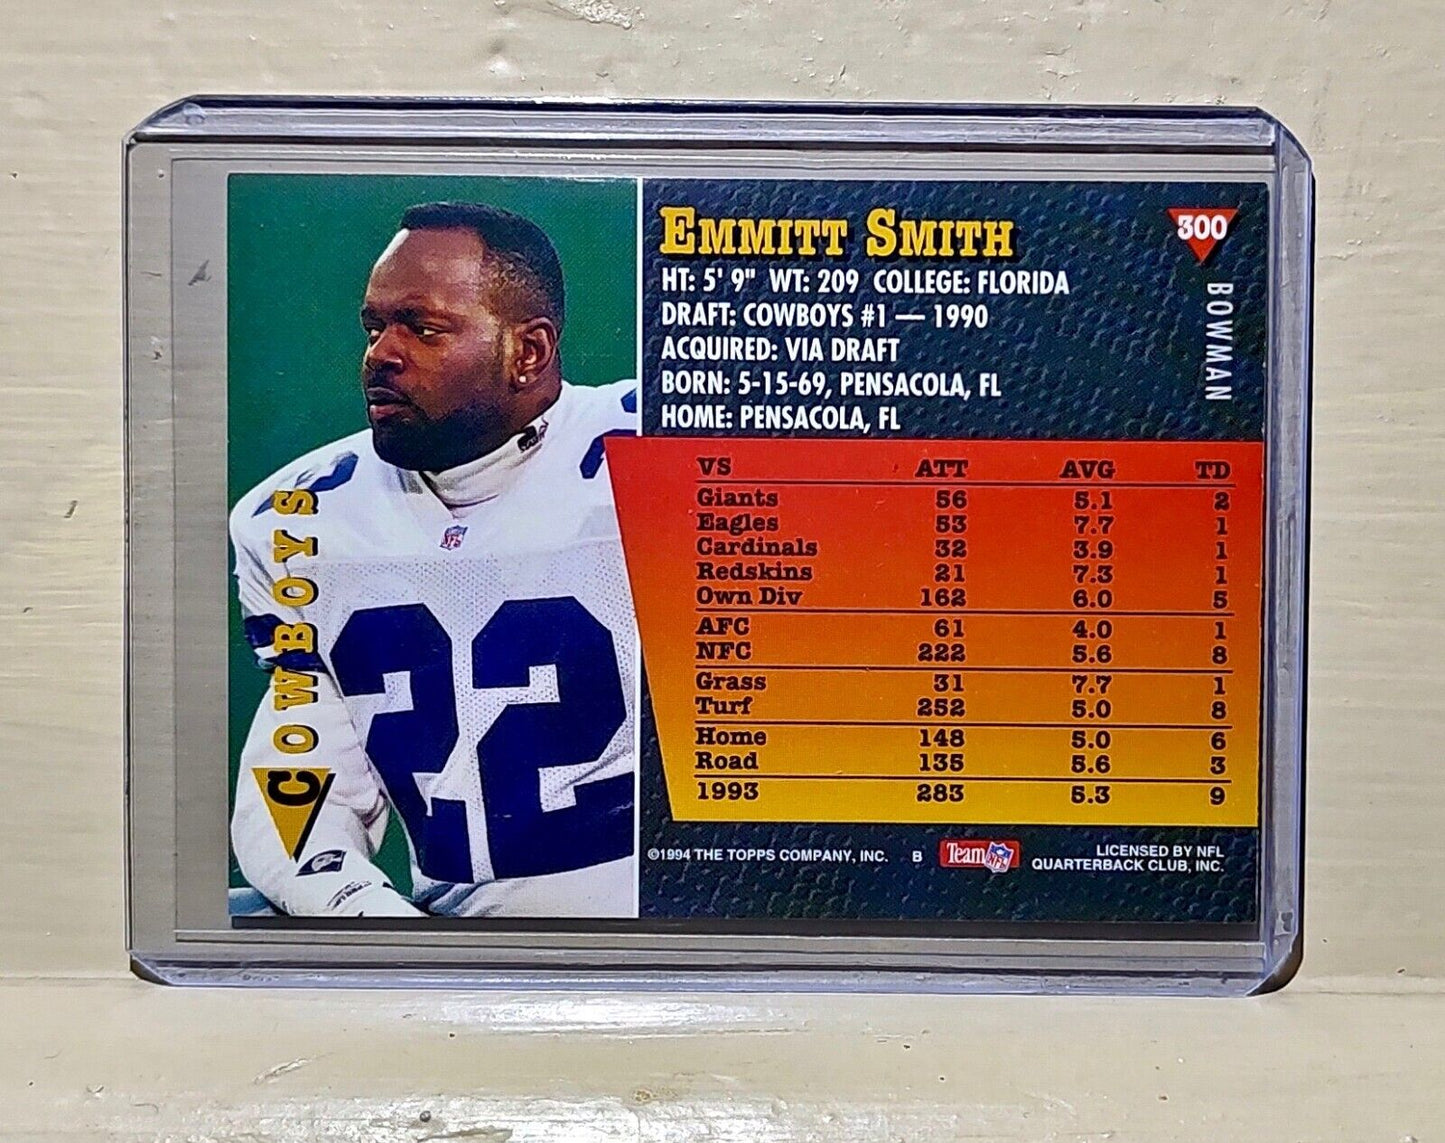 EMMITT SMITH
300
BOWMAN
HT: 5' 9" WT: 209 COLLEGE: FLORIDA
DRAFT: COWBOYS #1 — 1990
ACQUIRED: VIA DRAFT
BORN: 5-15-69, PENSACOLA, FL
HOME: PENSACOLA, FL
COWBOYS
22
NFL
VS ATT AVG TD
Giants 56 5.1 2
Eagles 53 7.7 1
Cardinals 32 3.9 1
Redskins 21 7.3 1
Own Div 162 6.0 5
AFC 61 4.0 1
NFC 222 5.6 8
Grass 31 7.7 1
Turf 252 5.0 8
Home 148 5.0 6
Road 135 5.6 3
1993 283 5.3 9
©1994 THE TOPPS COMPANY, INC. B
Team NFL
LICENSED BY NFL
QUARTERBACK CLUB, INC.